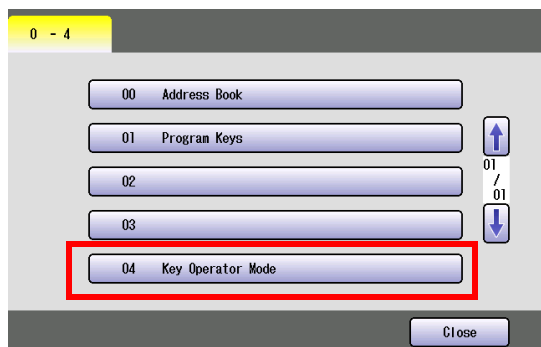 0 - 4
00 Address Book
01 Program Keys
02
03
04 Key Operator Mode
01
/
01
Close